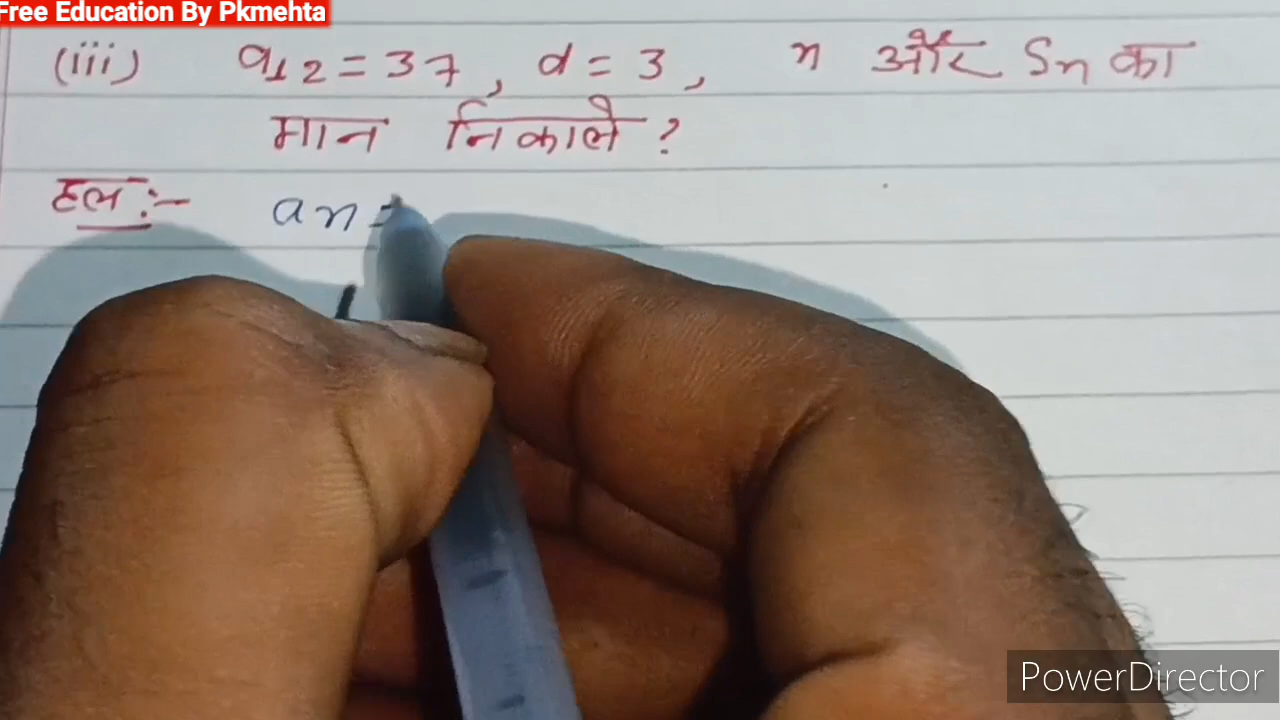 Free Education By Pkmehta
(iii) a12 = 37, d = 3, n और Sn का
मान निकाले ?
हल :- an =
PowerDirector